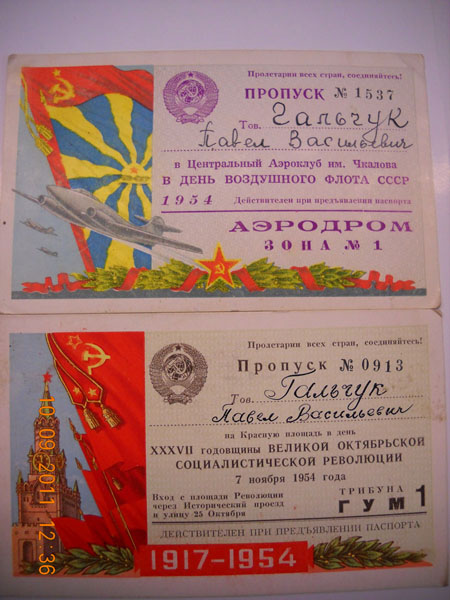 Пролетарии всех стран, соединяйтесь!
ПРОПУСК № 1537
Тов. Гальчук
Павел Васильевич
в Центральный Аэроклуб им. Чкалова
В ДЕНЬ ВОЗДУШНОГО ФЛОТА СССР
1954 Действителен при предъявлении паспорта
АЭРОДРОМ
ЗОНА № 1
Пролетарии всех стран, соединяйтесь!
Пропуск № 0913
Тов. Гальчук
Павел Васильевич
на Красную площадь в день
XXXVII годовщины ВЕЛИКОЙ ОКТЯБРЬСКОЙ
СОЦИАЛИСТИЧЕСКОЙ РЕВОЛЮЦИИ
7 ноября 1954 года
Вход с площади Революции
через Исторический проезд
и улицу 25 Октября
ТРИБУНА
ГУМ 1
ДЕЙСТВИТЕЛЕН ПРИ ПРЕДЪЯВЛЕНИИ ПАСПОРТА
1917-1954
10.09.2011 12:36